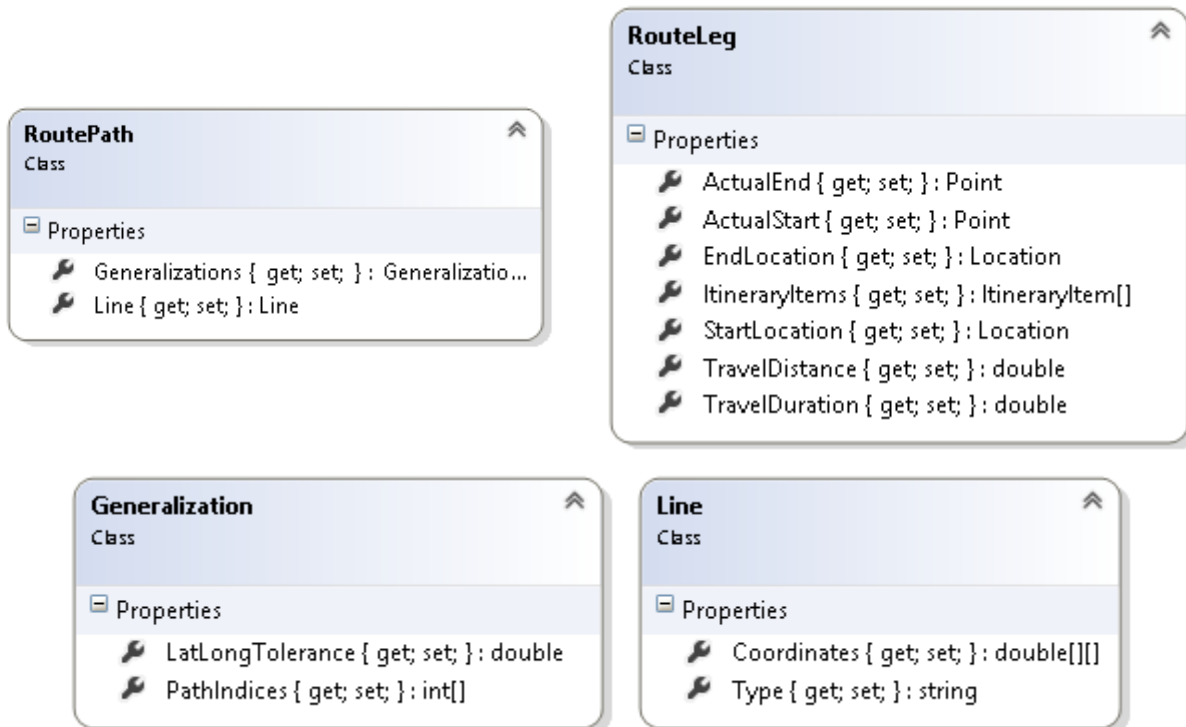 RouteLeg
Class
Properties
ActualEnd { get; set; } : Point
ActualStart { get; set; } : Point
EndLocation { get; set; } : Location
ItineraryItems { get; set; } : ItineraryItem[]
StartLocation { get; set; } : Location
TravelDistance { get; set; } : double
TravelDuration { get; set; } : double
RoutePath
Class
Properties
Generalizations { get; set; } : Generalizatio...
Line { get; set; } : Line
Generalization
Class
Properties
LatLongTolerance { get; set; } : double
PathIndices { get; set; } : int[]
Line
Class
Properties
Coordinates { get; set; } : double[][]
Type { get; set; } : string